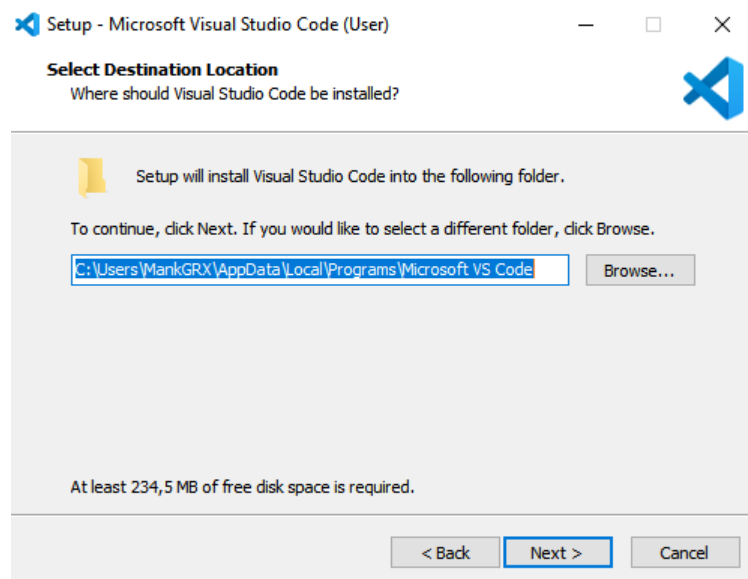 Setup - Microsoft Visual Studio Code (User)
Select Destination Location
Where should Visual Studio Code be installed?
Setup will install Visual Studio Code into the following folder.
To continue, click Next. If you would like to select a different folder, click Browse.
C:\Users\MankGRX\AppData\Local\Programs\Microsoft VS Code
Browse...
At least 234,5 MB of free disk space is required.
< Back
Next >
Cancel